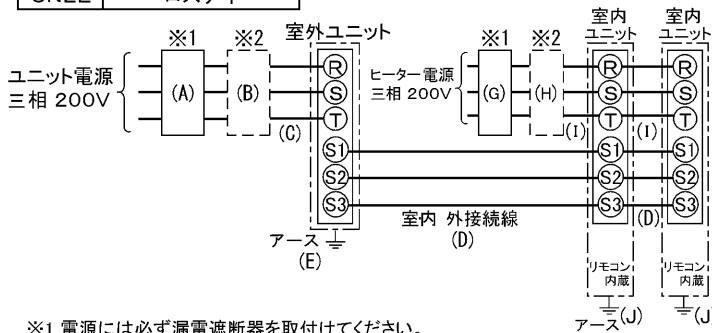 ※1 ※2 室外ユニット ※1 ※2 室内ユニット 室内ユニット
ユニット電源
三相 200V
(A) (B) (C)
R
S
T
S1
S2
S3
アース
(E)
ヒーター電源
三相 200V
(G) (H) (I) (I)
R R
S S
T T
S1 S1
S2 S2
S3 S3
室内 外接続線
(D) (D)
リモコン内蔵 リモコン内蔵
アース (J) (J)
※1 電源には必ず漏電遮断器を取付けてください。